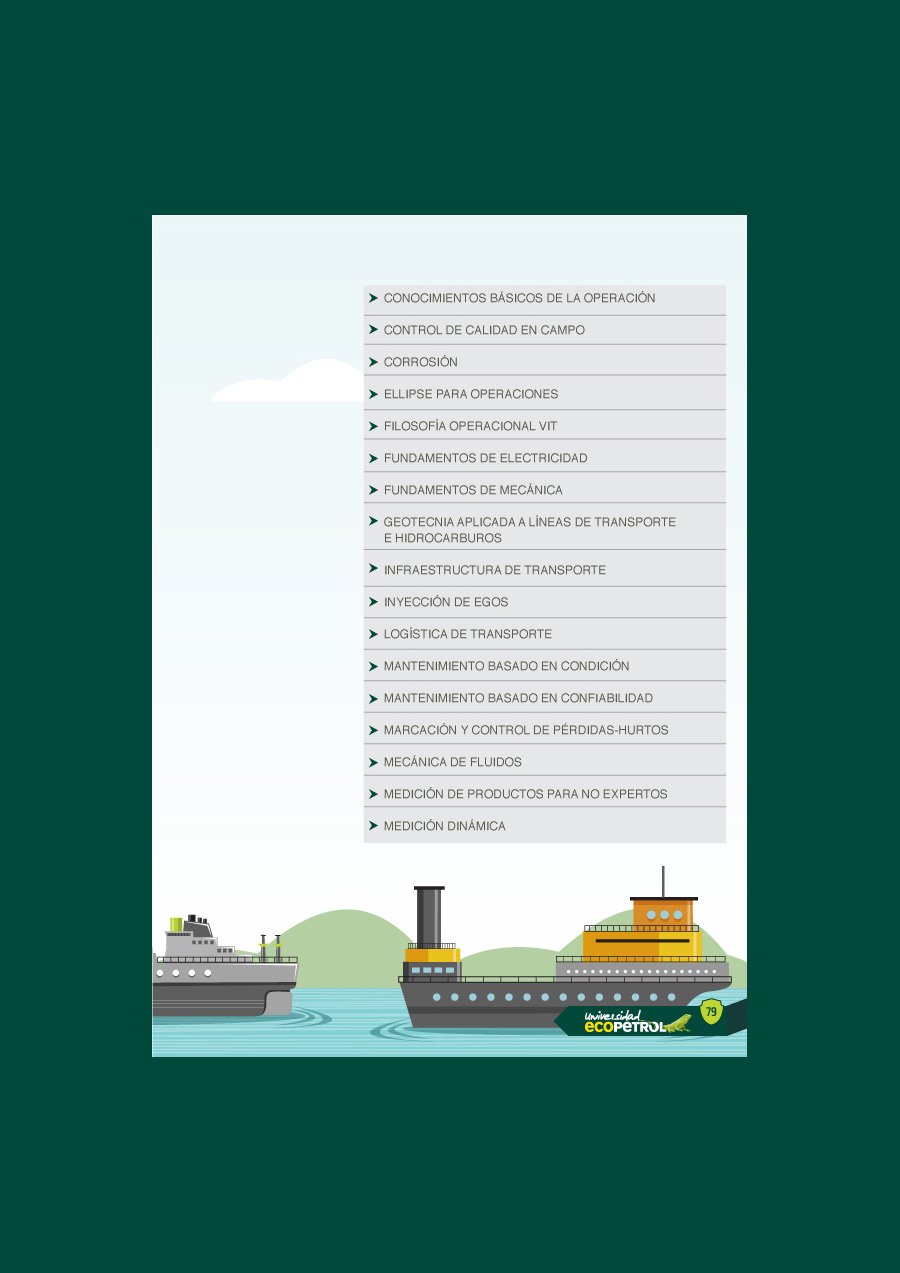 CONOCIMIENTOS BÁSICOS DE LA OPERACIÓN
CONTROL DE CALIDAD EN CAMPO
CORROSIÓN
ELLIPSE PARA OPERACIONES
FILOSOFÍA OPERACIONAL VIT
FUNDAMENTOS DE ELECTRICIDAD
FUNDAMENTOS DE MECÁNICA
GEOTECNIA APLICADA A LÍNEAS DE TRANSPORTE
E HIDROCARBUROS
INFRAESTRUCTURA DE TRANSPORTE
INYECCIÓN DE EGOS
LOGÍSTICA DE TRANSPORTE
MANTENIMIENTO BASADO EN CONDICIÓN
MANTENIMIENTO BASADO EN CONFIABILIDAD
MARCACIÓN Y CONTROL DE PÉRDIDAS-HURTOS
MECÁNICA DE FLUIDOS
MEDICIÓN DE PRODUCTOS PARA NO EXPERTOS
MEDICIÓN DINÁMICA
universidad
ecopetrol
79